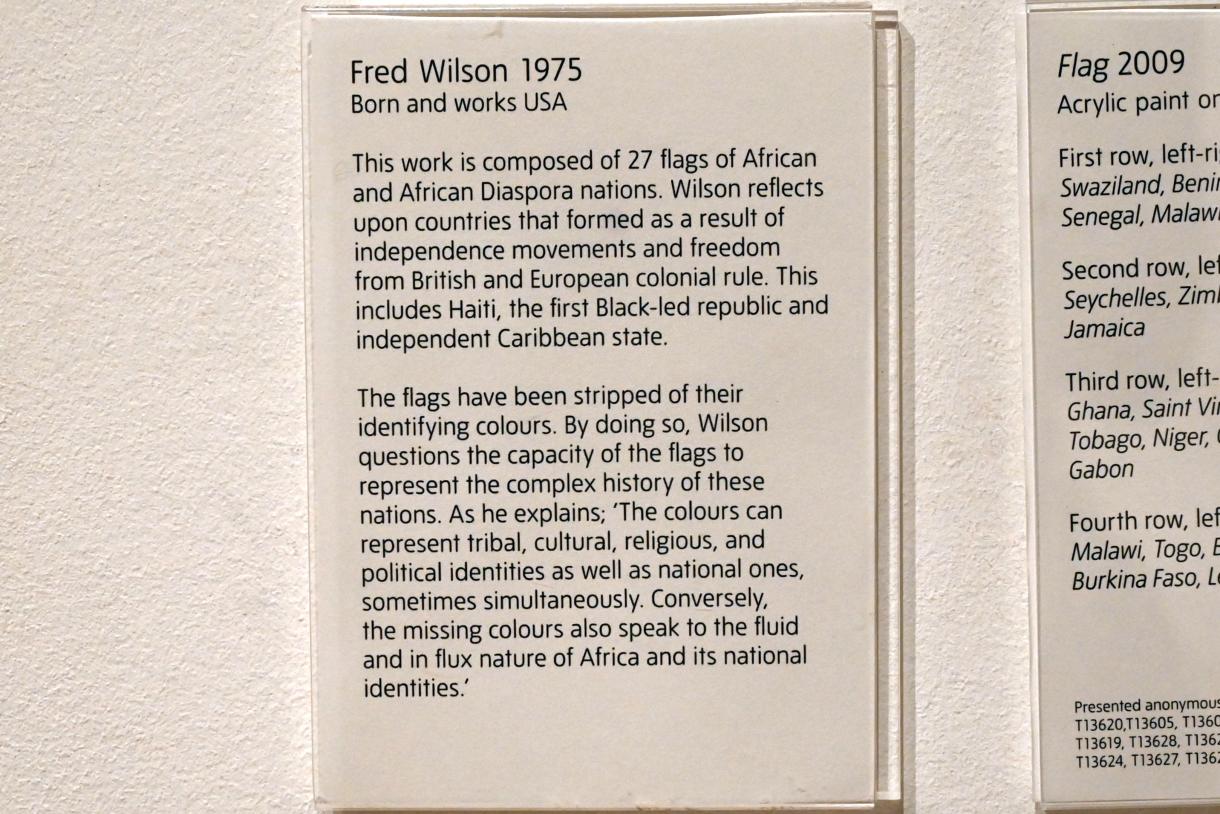 Fred Wilson 1975
Born and works USA
This work is composed of 27 flags of African
and African Diaspora nations. Wilson reflects
upon countries that formed as a result of
independence movements and freedom
from British and European colonial rule. This
includes Haiti, the first Black-led republic and
independent Caribbean state.
The flags have been stripped of their
identifying colours. By doing so, Wilson
questions the capacity of the flags to
represent the complex history of these
nations. As he explains; ‘The colours can
represent tribal, cultural, religious, and
political identities as well as national ones,
sometimes simultaneously. Conversely,
the missing colours also speak to the fluid
and in flux nature of Africa and its national
identities.’
Flag 2009
Acrylic paint
First row,
Swaziland,
Senegal,
Second row,
Seychelles,
Jamaica
Third row,
Ghana, Saint
Tobago, Niger,
Gabon
Fourth row,
Malawi, Togo,
Burkina Faso,
Presented
T13620,T13605,
T13619, T13628,
T13624, T13627,